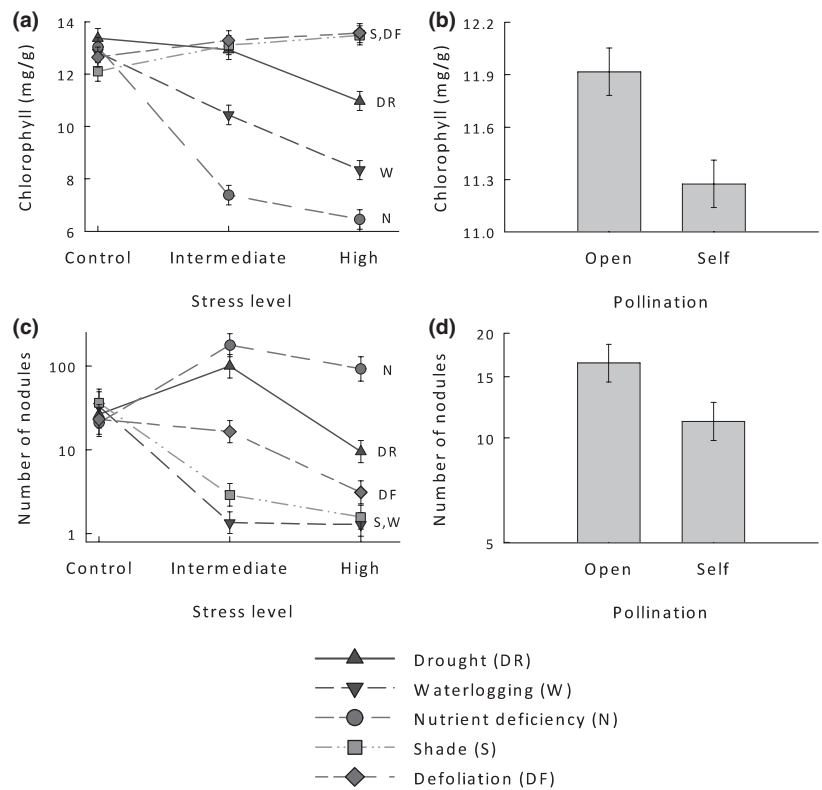 (a)
Chlorophyll (mg/g)
14
12
10
8
6
S,DF
DR
W
N
Control Intermediate High
Stress level
(b)
Chlorophyll (mg/g)
12.2
11.9
11.6
11.3
11.0
Open Self
Pollination
(c)
Number of nodules
100
10
1
N
DR
DF
S,W
Control Intermediate High
Stress level
(d)
Number of nodules
20
15
10
5
Open Self
Pollination
Drought (DR)
Waterlogging (W)
Nutrient deficiency (N)
Shade (S)
Defoliation (DF)